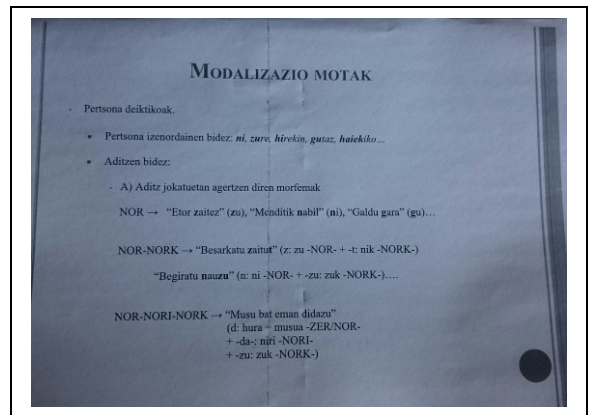 MODALIZAZIO MOTAK
- Pertsona deiktikoak.
• Pertsona izenordainen bidez: ni, zure, hirekin, gutaz, haiekiko…
• Aditzen bidez:
- A) Aditz jokatuetan agertzen diren morfemak
NOR → “Etor zaitez” (zu), “Menditik nabil” (ni), “Galdu gara” (gu)…
NOR-NORK → “Besarkatu zaitut” (z: zu -NOR- + -t: nik -NORK-)
“Begiratu nauzu” (n: ni -NOR- + -zu: zuk -NORK-)….
NOR-NORI-NORK → “Musu bat eman didazu”
(d: hura = musua -ZER/NOR-
+ -da-: niri -NORI-
+ -zu: zuk -NORK-)